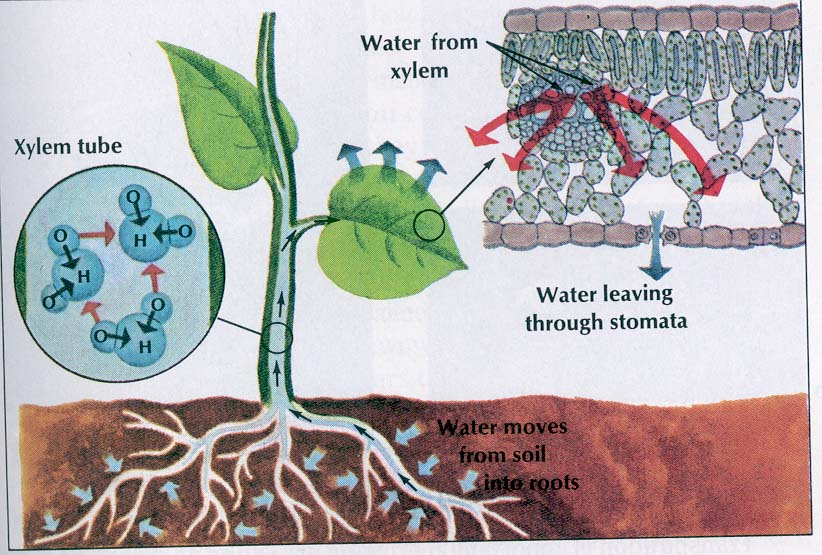 Water from
xylem
Xylem tube
O
O
H
O
H
O
O
O
H
Water leaving
through stomata
Water moves
from soil
into roots